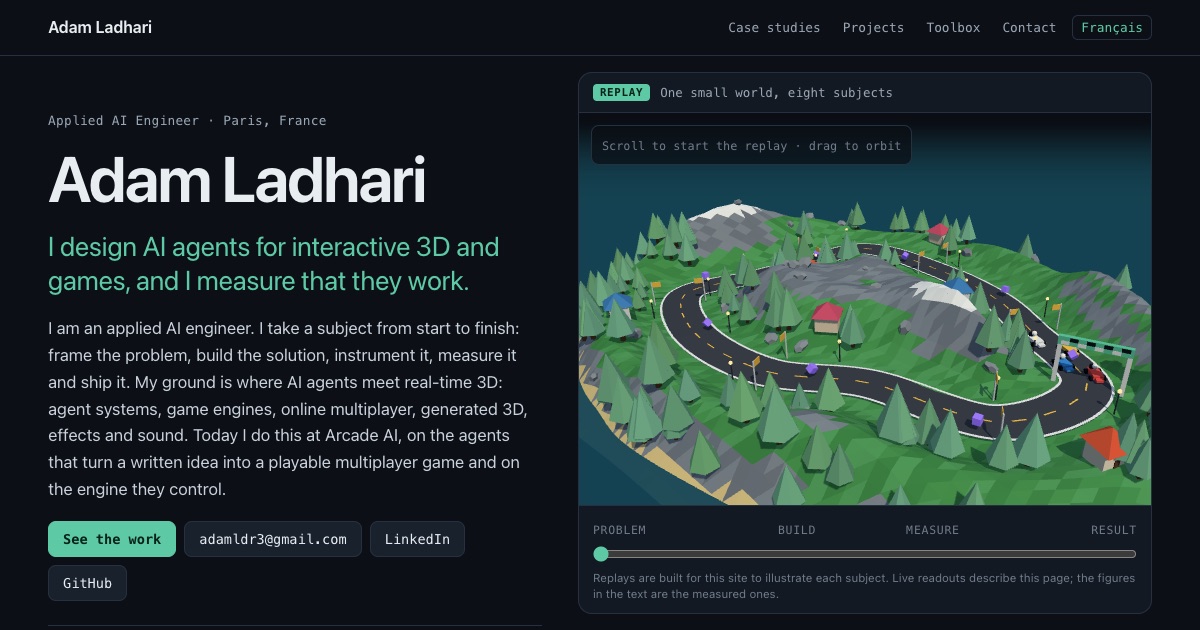 Adam Ladhari
Case studies
Projects
Toolbox
Contact
Français
Applied AI Engineer · Paris, France
Adam Ladhari
I design AI agents for interactive 3D and
games, and I measure that they work.
I am an applied AI engineer. I take a subject from start to finish:
frame the problem, build the solution, instrument it, measure it
and ship it. My ground is where AI agents meet real-time 3D:
agent systems, game engines, online multiplayer, generated 3D,
effects and sound. Today I do this at Arcade AI, on the agents
that turn a written idea into a playable multiplayer game and on
the engine they control.
See the work
adamldr3@gmail.com
LinkedIn
GitHub
REPLAY One small world, eight subjects
Scroll to start the replay · drag to orbit
PROBLEM
BUILD
MEASURE
RESULT
Replays are built for this site to illustrate each subject. Live readouts describe this page; the figures
in the text are the measured ones.